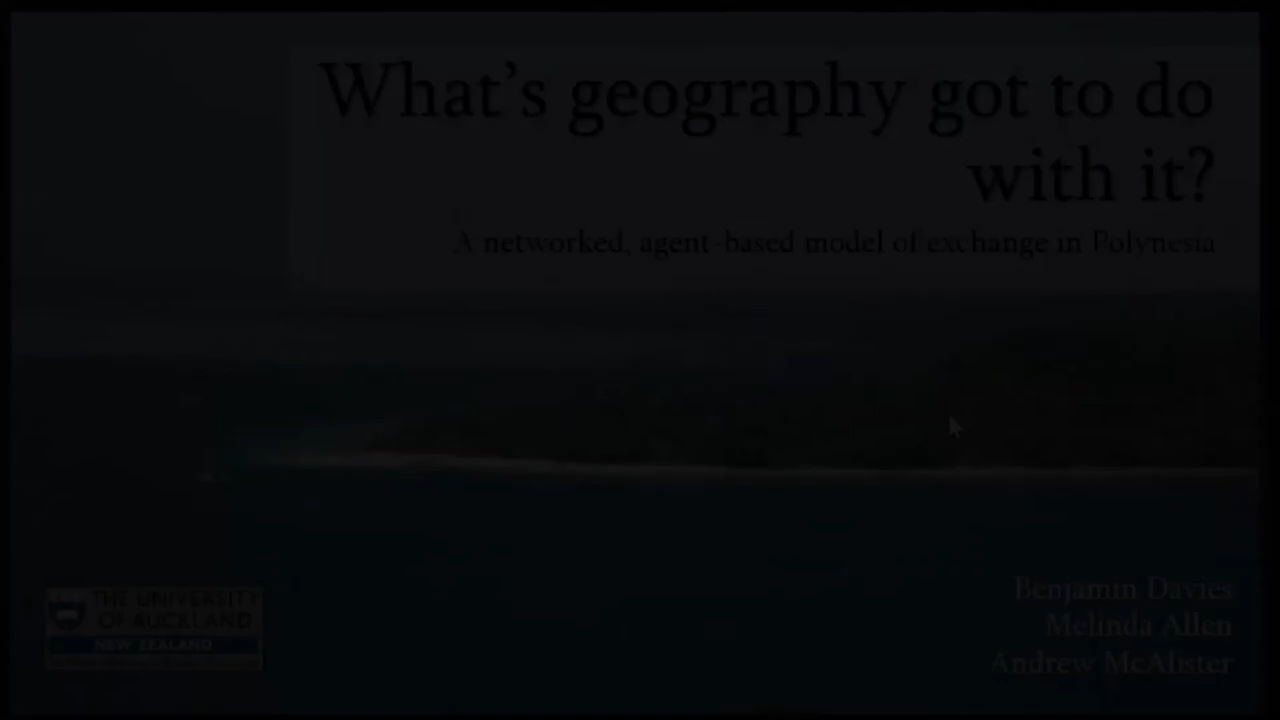 What's geography got to do
with it?
A networked, agent-based model of exchange in Polynesia
THE UNIVERSITY
OF AUCKLAND
NEW ZEALAND
Benjamin Davies
Melinda Allen
Andrew McAlister